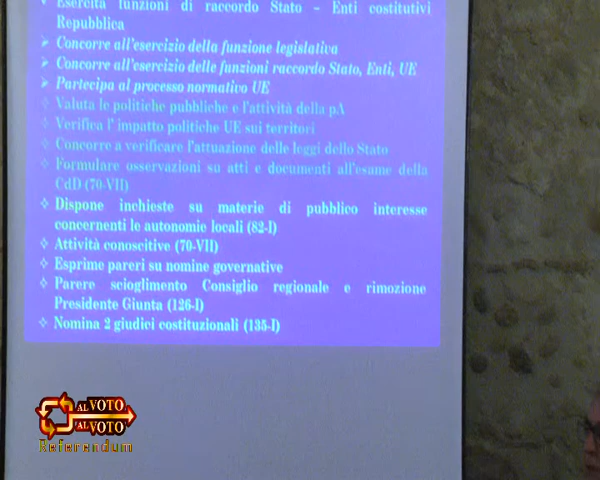 Esercita funzioni di raccordo Stato – Enti costitutivi
Repubblica
Concorre all'esercizio della funzione legislativa
Concorre all'esercizio delle funzioni raccordo Stato, Enti, UE
Partecipa al processo normativo UE
Valuta le politiche pubbliche e l'attività della pA
Verifica l' impatto politiche UE sui territori
Concorre a verificare l'attuazione delle leggi dello Stato
Formulare osservazioni su atti e documenti all'esame della
CdD (70-VII)
Dispone inchieste su materie di pubblico interesse
concernenti le autonomie locali (82-I)
Attività conoscitive (70-VII)
Esprime pareri su nomine governative
Parere scioglimento Consiglio regionale e rimozione
Presidente Giunta (126-I)
Nomina 2 giudici costituzionali (135-I)
AL VOTO,
AL VOTO
Referendum